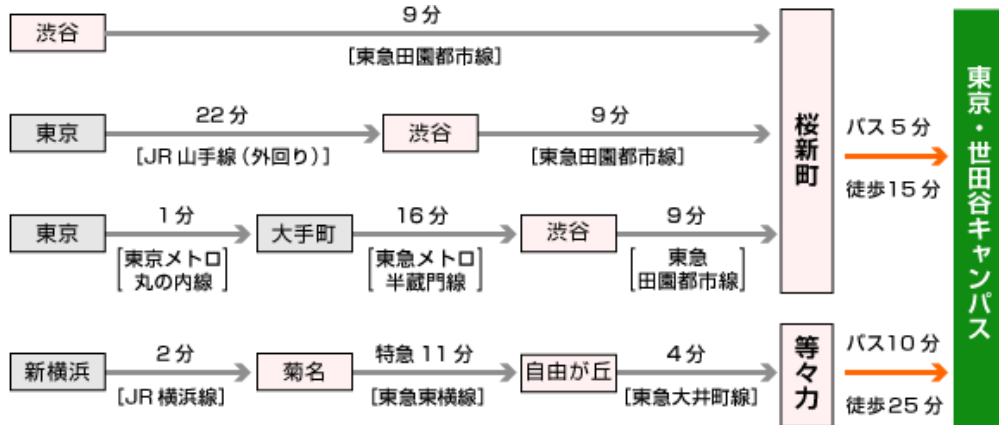 渋谷
9分
[東急田園都市線]
東京
22分
[JR山手線(外回り)]
渋谷
9分
[東急田園都市線]
東京
1分
[東京メトロ
丸の内線]
大手町
16分
[東急メトロ
半蔵門線]
渋谷
9分
[東急
田園都市線]
桜新町
バス5分
徒歩15分
新横浜
2分
[JR横浜線]
菊名
特急11分
[東急東横線]
自由が丘
4分
[東急大井町線]
等々力
バス10分
徒歩25分
東京・世田谷キャンパス